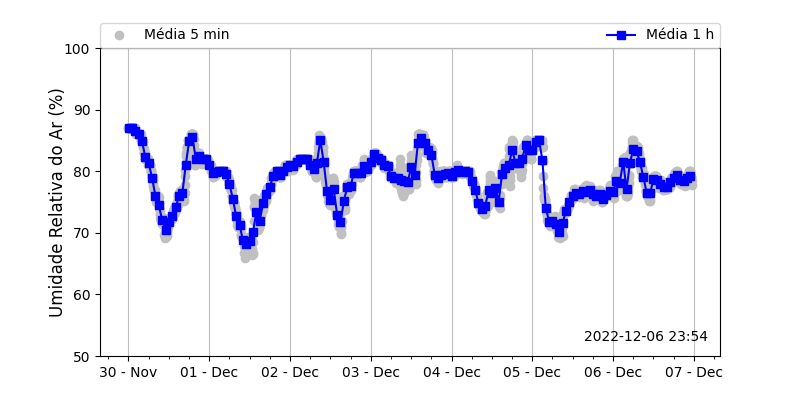 Média 5 min
Média 1 h
Umidade Relativa do Ar (%)
100
90
80
70
60
50
2022-12-06 23:54
30 - Nov
01 - Dec
02 - Dec
03 - Dec
04 - Dec
05 - Dec
06 - Dec
07 - Dec